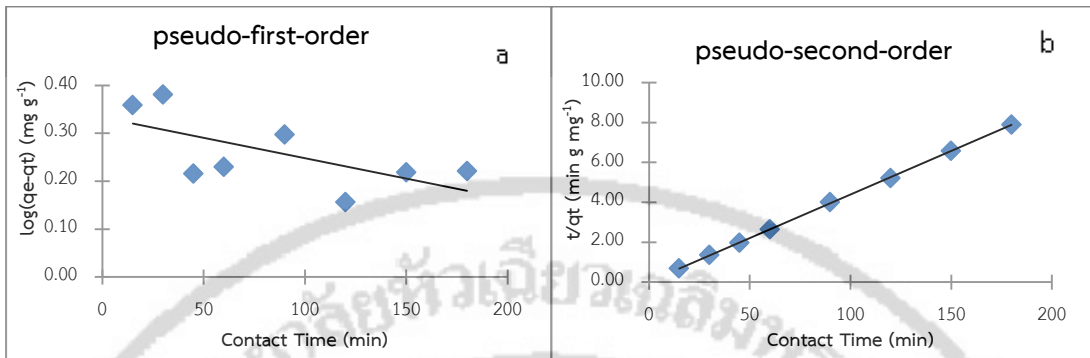 pseudo-first-order
a
log(qe-qt) (mg g⁻¹)
0.40
0.30
0.20
0.10
0.00
0 50 100 150 200
Contact Time (min)
pseudo-second-order
b
t/qt (min g mg⁻¹)
10.00
8.00
6.00
4.00
2.00
0.00
0 50 100 150 200
Contact Time (min)